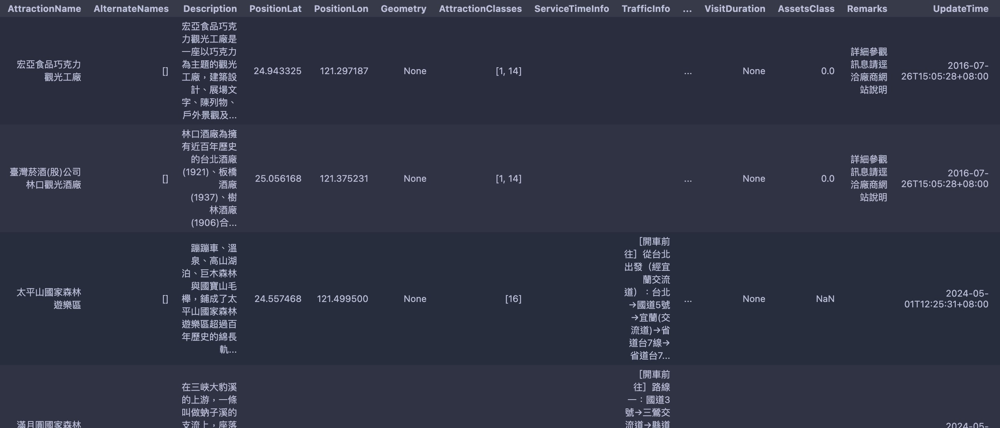 AttractionName AlternateNames Description PositionLat PositionLon Geometry AttractionClasses ServiceTimeInfo TrafficInfo ... VisitDuration AssetsClass Remarks UpdateTime
宏亞食品巧克力
觀光工廠
[]
宏亞食品巧克
力觀光工廠是
一座以巧克力
為主題的觀光
工廠，建築設
計、展場文
字、陳列物、
戶外景觀及...
24.943325
121.297187
None
[1, 14]
...
None
0.0
詳細參觀
訊息請逕
洽廠商網
站說明
2016-07-
26T15:05:28+08:00
臺灣菸酒(股)公司
林口觀光酒廠
[]
林口酒廠為擁
有近百年歷史
的台北酒廠
(1921)、板橋
酒廠
(1937)、樹
林酒廠
(1906)合...
25.056168
121.375231
None
[1, 14]
...
None
0.0
詳細參觀
訊息請逕
洽廠商網
站說明
2016-07-
26T15:05:28+08:00
太平山國家森林
遊樂區
[]
蹦蹦車、溫
泉、高山湖
泊、巨木森林
與國寶山毛
櫸，鋪成了太
平山國家森林
遊樂區超過百
年歷史的綿長
軌...
24.557468
121.499500
None
[16]
［開車前
往］從台北
出發（經宜
蘭交流
道）：台北
→國道5號
→宜蘭(交
流道)→省
道台7線→
省道台7...
...
None
NaN
2024-05-
01T12:25:31+08:00
滿月圓國家森林
在三峽大豹溪
的上游，一條
叫做蚋子溪的
支流上，座落
［開車前
往］路線
一：國道3
號→三鶯交
流道→縣道
2024-05-